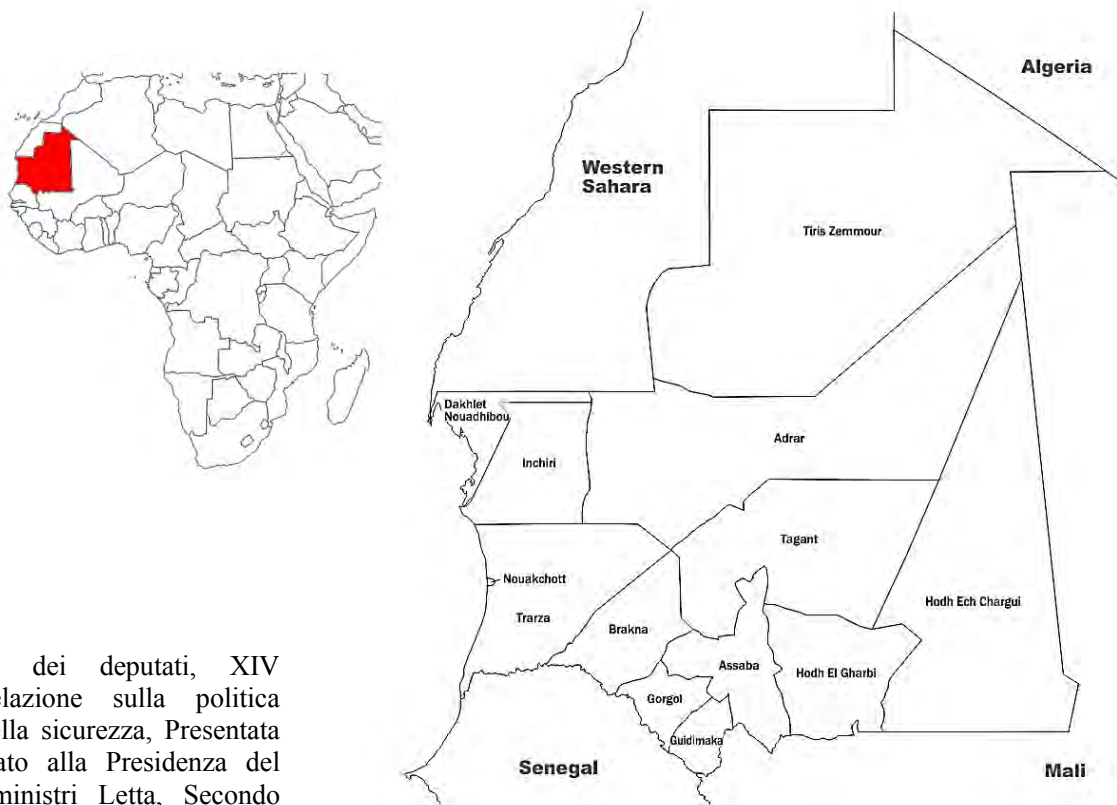 Algeria
Western
Sahara
Tiris Zemmour
Dakhlet
Nouadhibou
Adrar
Inchiri
Tagant
Nouakchott
Hodh Ech Chargui
Trarza
Brakna
Assaba
Hodh El Gharbi
Gorgol
Guidimaka
Senegal
Mali
dei deputati, XIV
elazione sulla politica
ella sicurezza, Presentata
ato alla Presidenza del
ministri Letta, Secondo